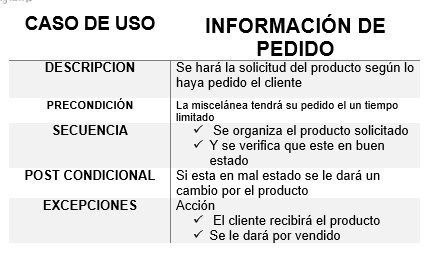 CASO DE USO
INFORMACIÓN DE
PEDIDO
DESCRIPCION
Se hará la solicitud del producto según lo
haya pedido el cliente
PRECONDICIÓN
La miscelánea tendrá su pedido el un tiempo
limitado
SECUENCIA
✓ Se organiza el producto solicitado
✓ Y se verifica que este en buen
estado
POST CONDICIONAL
Si esta en mal estado se le dará un
cambio por el producto
EXCEPCIONES
Acción
✓ El cliente recibirá el producto
✓ Se le dará por vendido